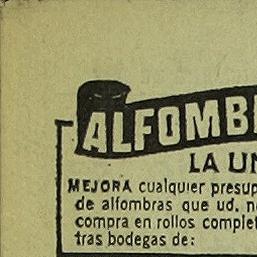 ALFOMB
LA UN
MEJORA cualquier presup
de alfombras que ud. n
compra en rollos complet
tras bodegas de: